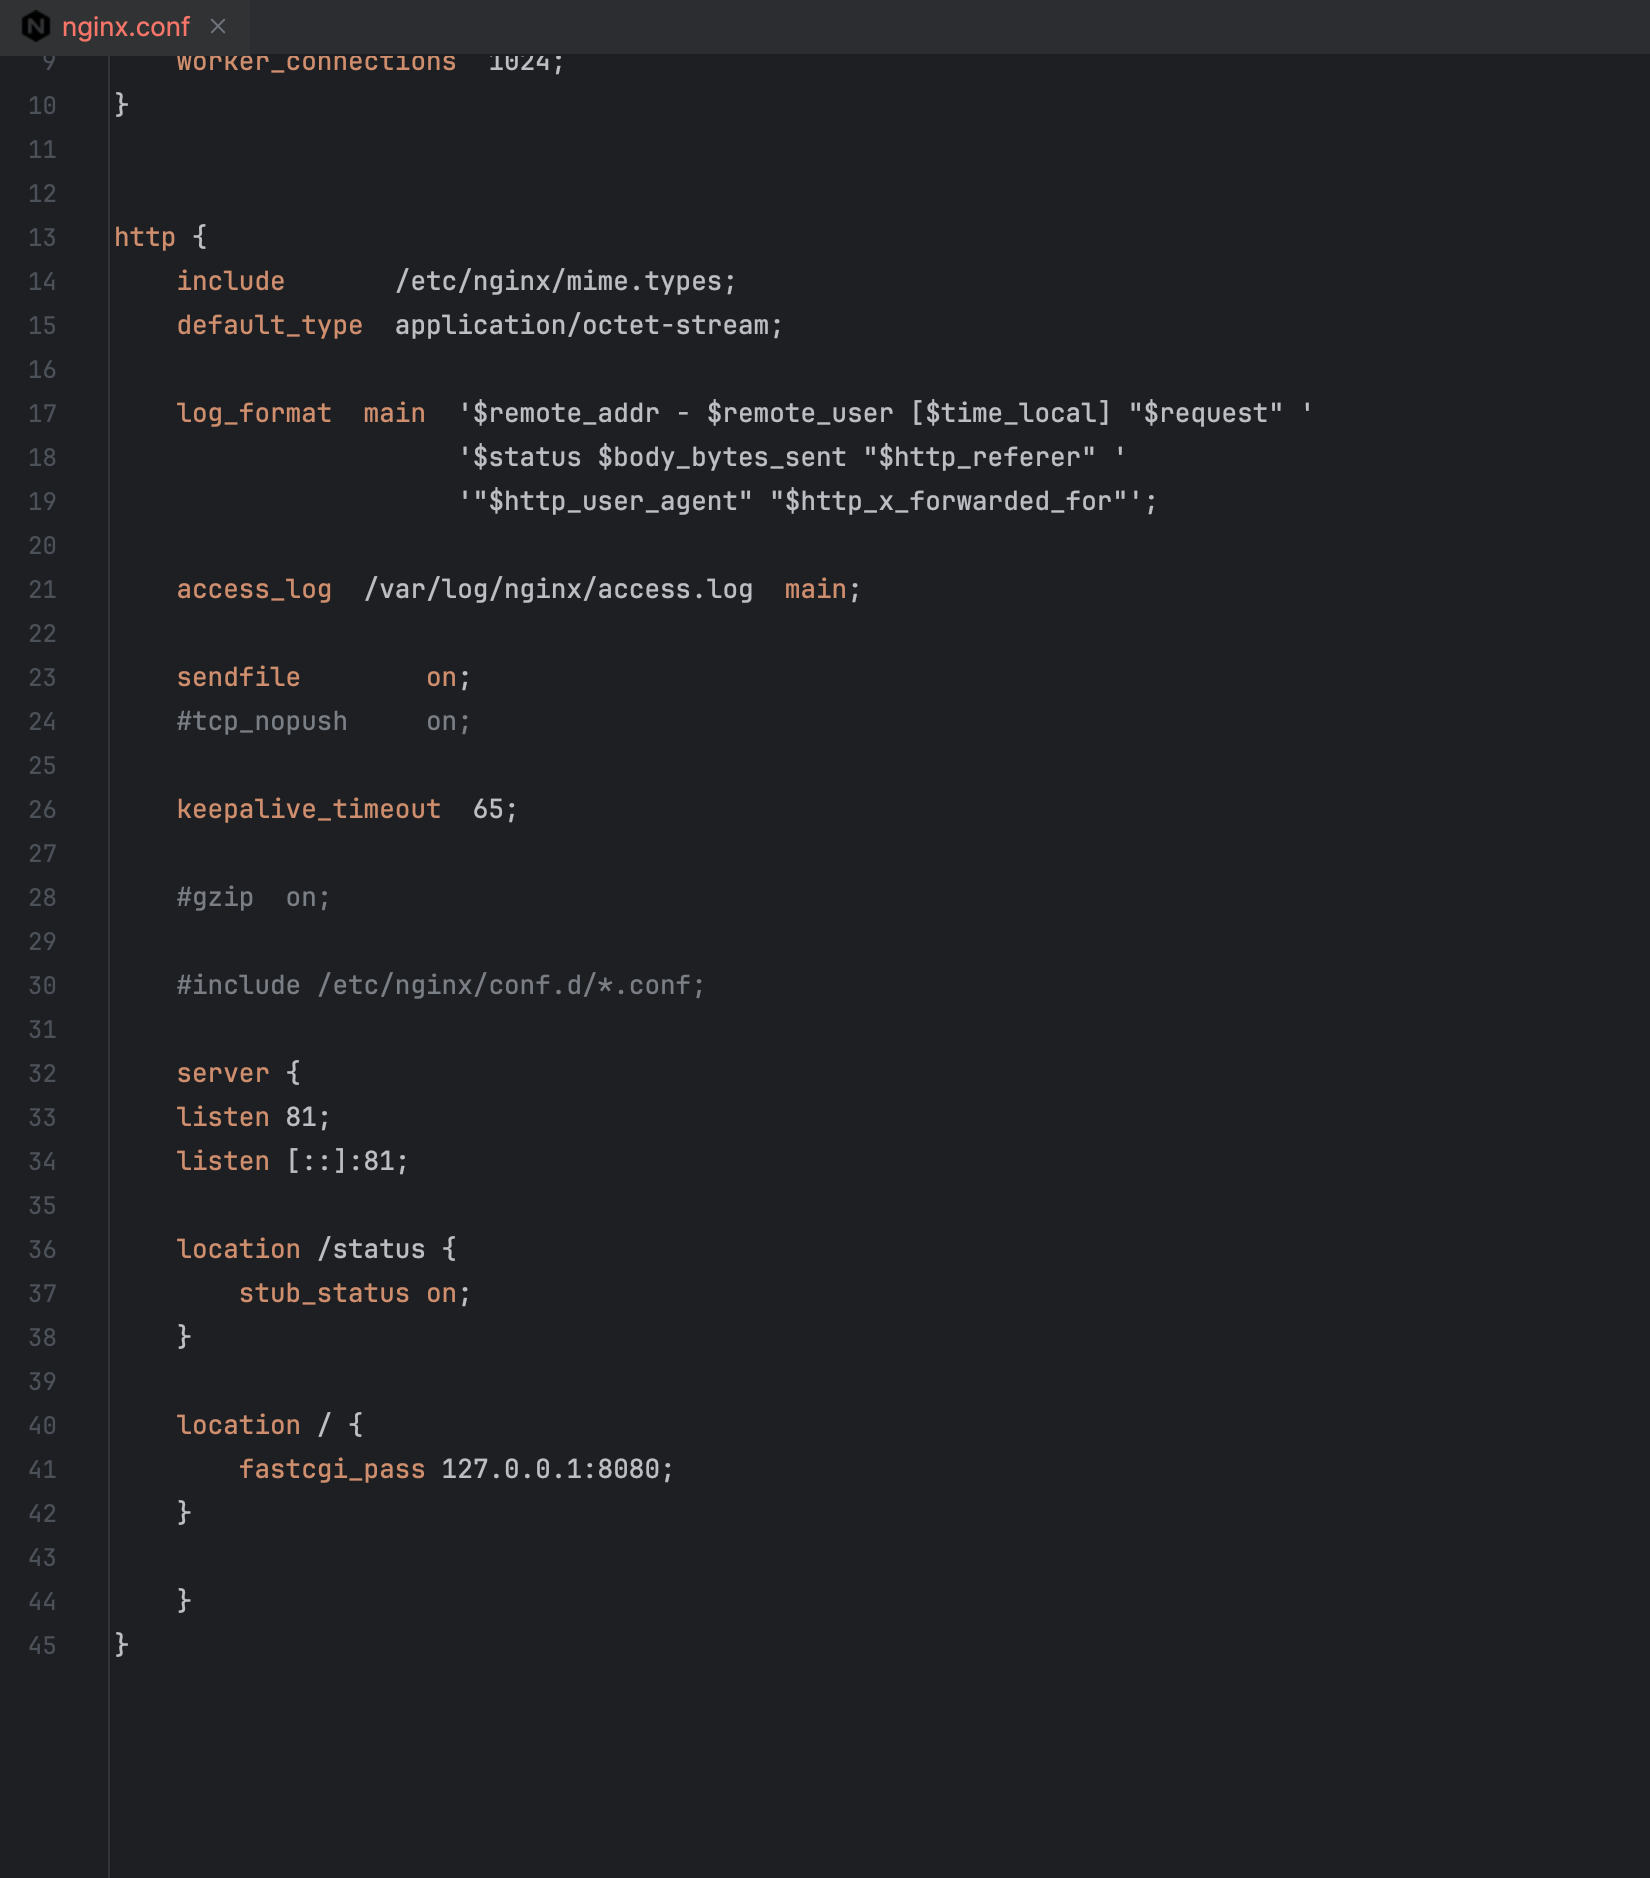 nginx.conf
9 worker_connections 1024;
10 }
11
12
13 http {
14 include /etc/nginx/mime.types;
15 default_type application/octet-stream;
16
17 log_format main '$remote_addr - $remote_user [$time_local] "$request" '
18 '$status $body_bytes_sent "$http_referer" '
19 '"$http_user_agent" "$http_x_forwarded_for"';
20
21 access_log /var/log/nginx/access.log main;
22
23 sendfile on;
24 #tcp_nopush on;
25
26 keepalive_timeout 65;
27
28 #gzip on;
29
30 #include /etc/nginx/conf.d/*.conf;
31
32 server {
33 listen 81;
34 listen [::]:81;
35
36 location /status {
37 stub_status on;
38 }
39
40 location / {
41 fastcgi_pass 127.0.0.1:8080;
42 }
43
44 }
45 }